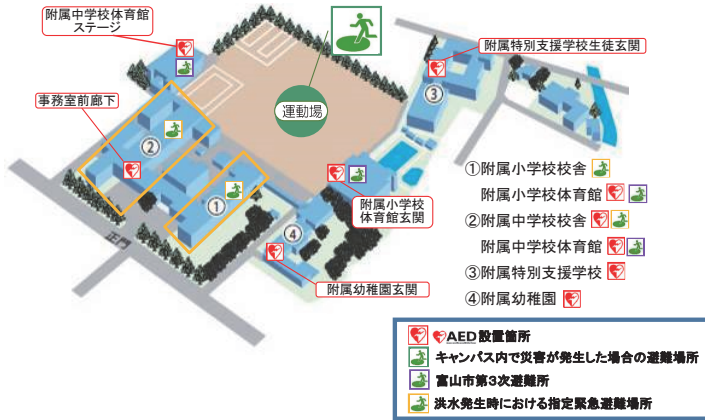 附属中学校体育館
ステージ
附属特別支援学校生徒玄関
事務室前廊下
運動場
③
②
①
④
附属小学校
体育館玄関
正門
附属幼稚園玄関
①附属小学校校舎
附属小学校体育館
②附属中学校校舎
附属中学校体育館
③附属特別支援学校
④附属幼稚園
AED設置箇所
キャンパス内で災害が発生した場合の避難場所
富山市第3次避難所
洪水発生時における指定緊急避難場所